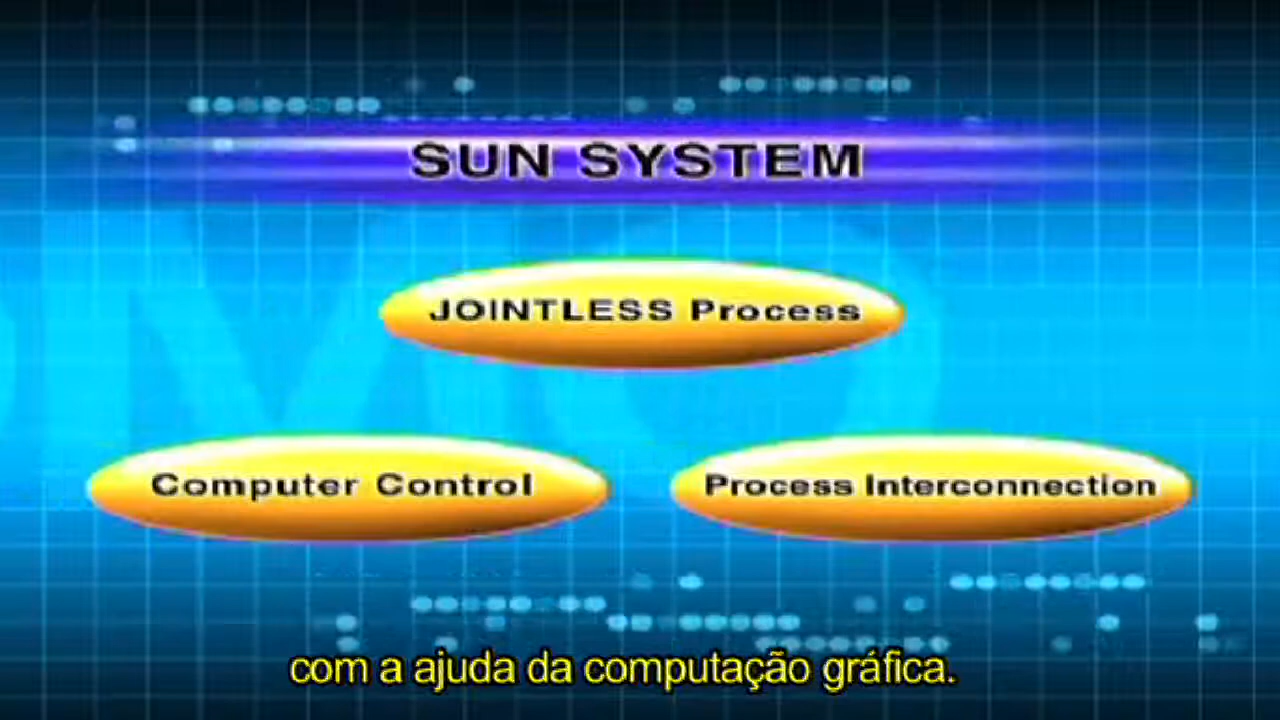 SUN SYSTEM
JOINTLESS Process
Computer Control
Process Interconnection
com a ajuda da computação gráfica.